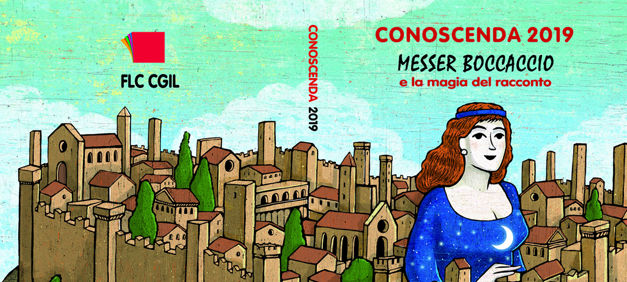 FLC CGIL
CONOSCENDA 2019
CONOSCENDA 2019
MESSER BOCCACCIO
e la magia del racconto